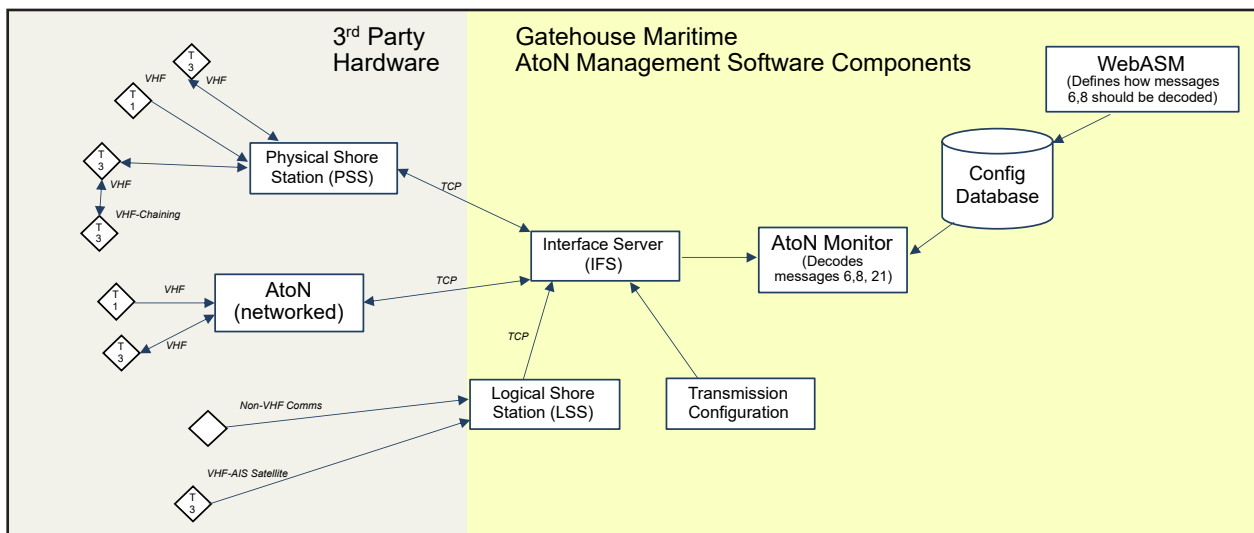 3rd Party
Hardware
Gatehouse Maritime
AtoN Management Software Components
WebASM
(Defines how messages
6,8 should be decoded)
T
3
VHF
VHF
T
1
Physical Shore
Station (PSS)
T
3
VHF
VHF-Chaining
T
3
TCP
Config
Database
Interface Server
(IFS)
AtoN Monitor
(Decodes
messages 6,8, 21)
AtoN
(networked)
TCP
T
1
VHF
T
3
VHF
TCP
Logical Shore
Station (LSS)
Transmission
Configuration
Non-VHF Comms
VHF-AIS Satellite
T
3